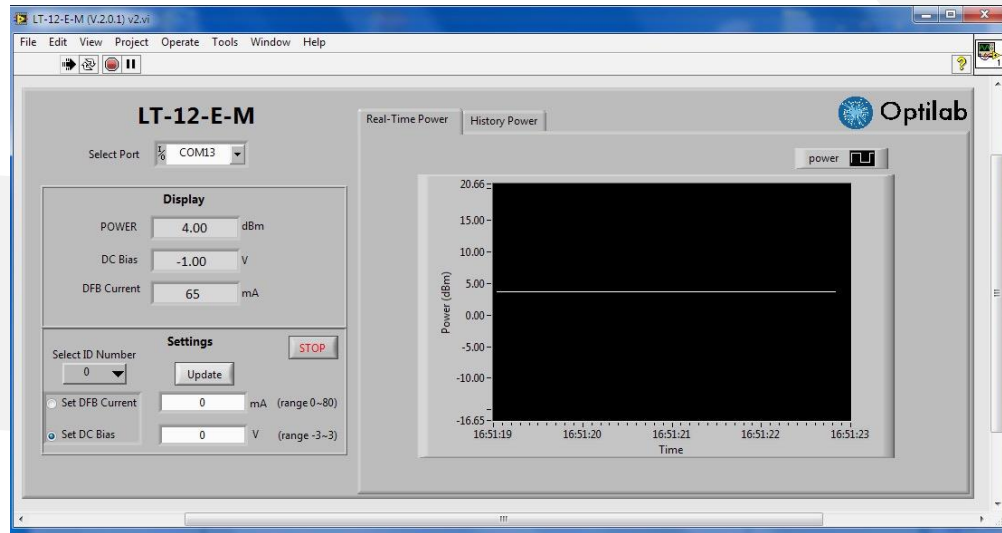 LT-12-E-M (V.2.0.1) v2.vi
File Edit View Project Operate Tools Window Help
LT-12-E-M
Select Port COM13
Display
POWER 4.00 dBm
DC Bias -1.00 V
DFB Current 65 mA
Settings
Select ID Number
STOP
0
Update
Set DFB Current 0 mA (range 0~80)
Set DC Bias 0 V (range -3~3)
Real-Time Power History Power
Optilab
power
20.66
15.00
10.00
5.00
0.00
-5.00
-10.00
-16.65
Power (dBm)
16:51:19 16:51:20 16:51:21 16:51:22 16:51:23
Time